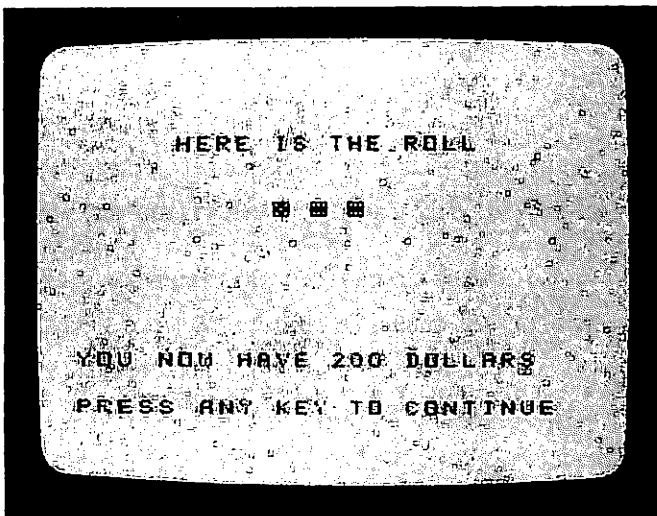 HERE IS THE ROLL
YOU NOW HAVE 200 DOLLARS
PRESS ANY KEY TO CONTINUE